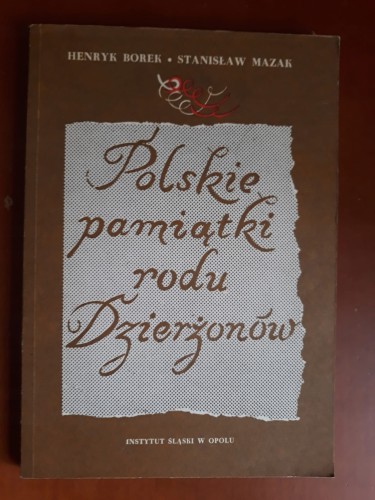 HENRYK BOREK • STANISŁAW MAZAK
Polskie
pamiątki
rodu
Dzierżonów
INSTYTUT ŚLĄSKI W OPOLU